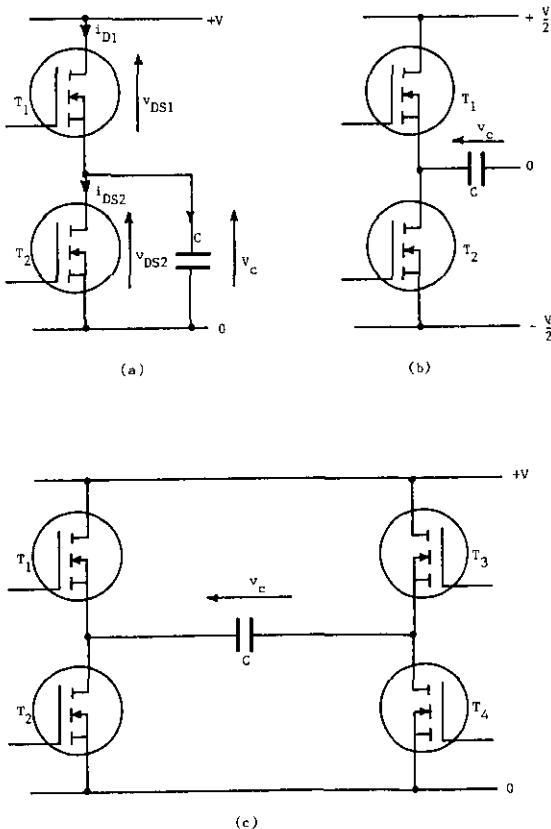 +V
i_D1
T_1
v_DS1
i_DS2
T_2
v_DS2
C
v_c
0
(a)
+ V/2
T_1
v_c
0
C
T_2
- V/2
(b)
+V
T_1
T_3
v_c
C
T_2
T_4
0
(c)